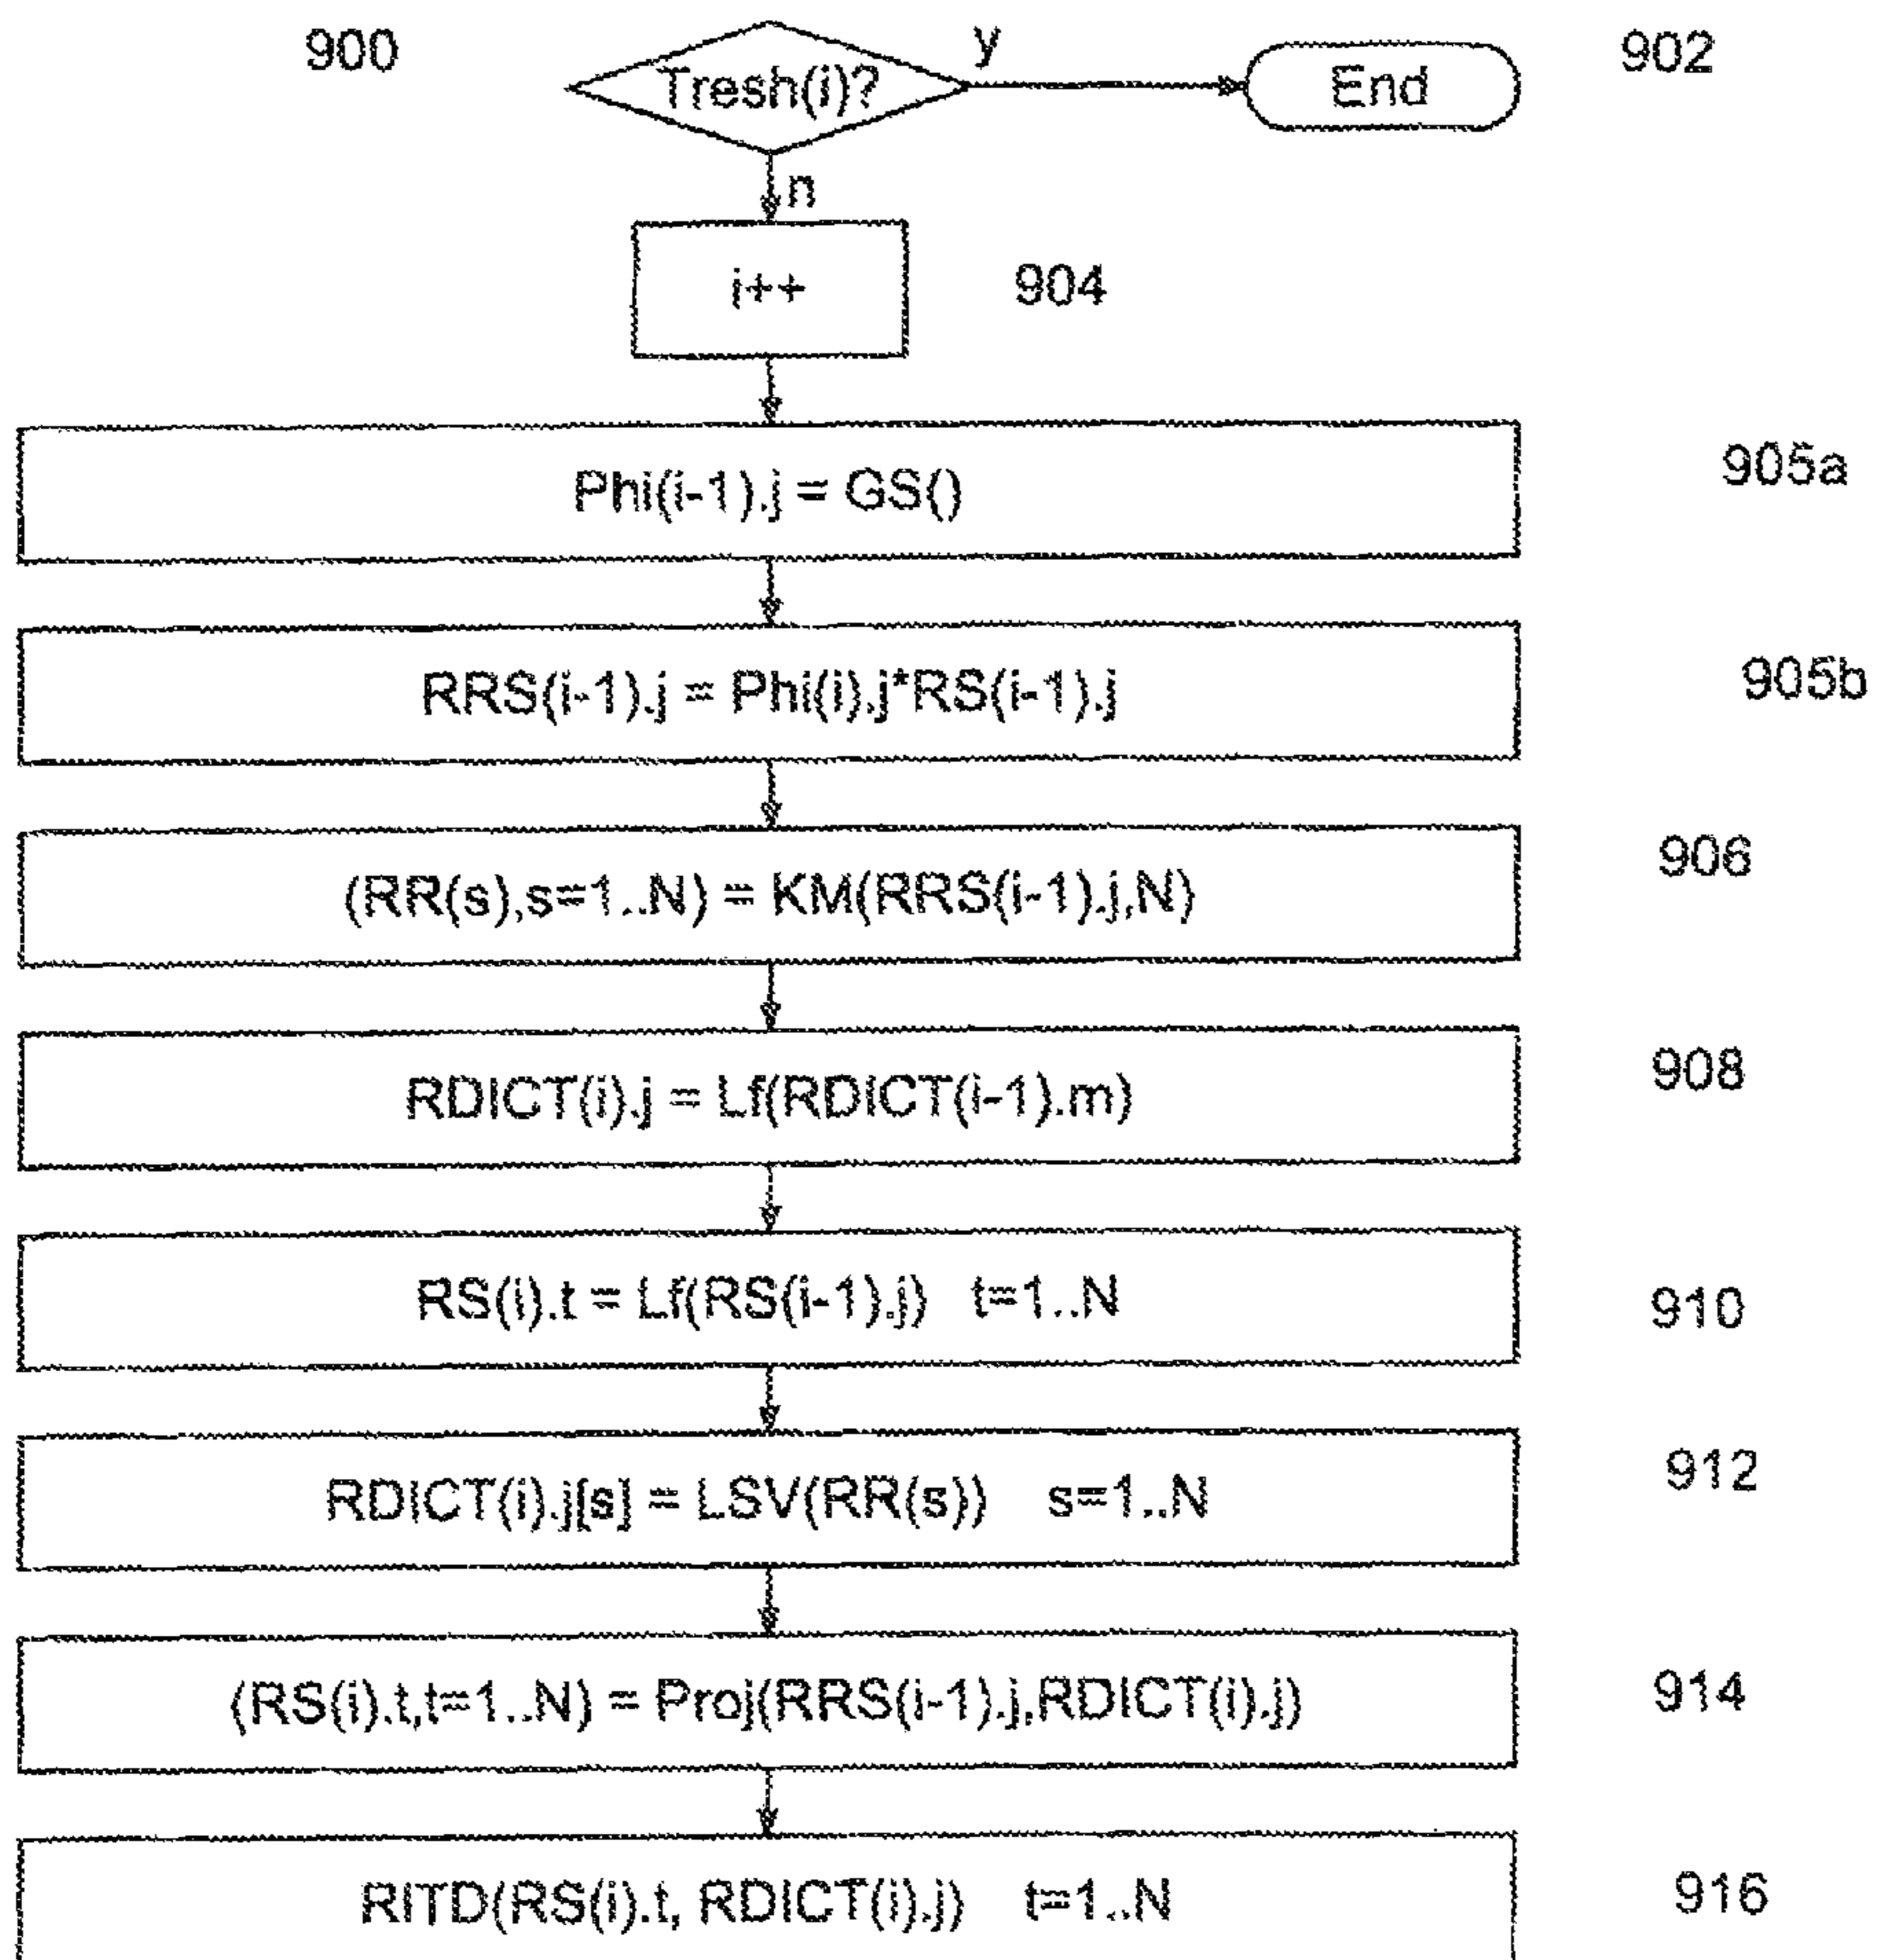 900
Tresh(i)?
y
End
902
n
i++
904
Phi(i-1).j = GS()
905a
RRS(i-1).j = Phi(i).j*RS(i-1).j
905b
(RR(s),s=1..N) = KM(RRS(i-1).j,N)
906
RDICT(i).j = Lf(RDICT(i-1).m)
908
RS(i).t = Lf(RS(i-1).j) t=1..N
910
RDICT(i).j[s] = LSV(RR(s)) s=1..N
912
(RS(i).t,t=1..N) = Proj(RRS(i-1).j,RDICT(i).j)
914
RITD(RS(i).t, RDICT(i).j) t=1..N
916